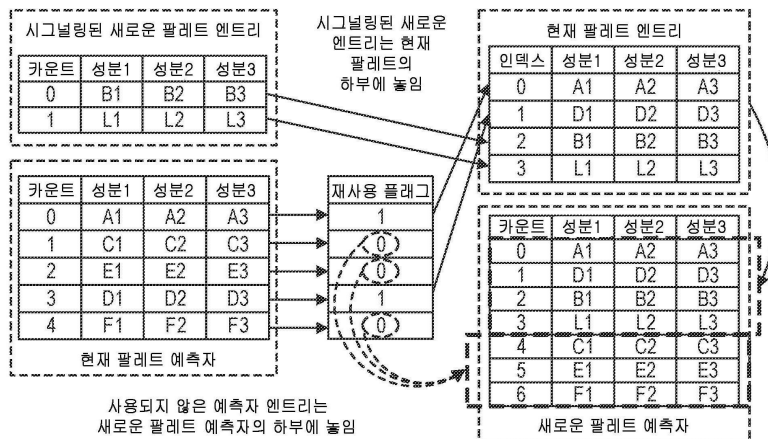 시그널링된 새로운 팔레트 엔트리
카운트 성분1 성분2 성분3
0 B1 B2 B3
1 L1 L2 L3
시그널링된 새로운
엔트리는 현재
팔레트의
하부에 놓임
현재 팔레트 엔트리
인덱스 성분1 성분2 성분3
0 A1 A2 A3
1 D1 D2 D3
2 B1 B2 B3
3 L1 L2 L3
카운트 성분1 성분2 성분3
0 A1 A2 A3
1 C1 C2 C3
2 E1 E2 E3
3 D1 D2 D3
4 F1 F2 F3
현재 팔레트 예측자
재사용 플래그
1
0
0
1
0
카운트 성분1 성분2 성분3
0 A1 A2 A3
1 D1 D2 D3
2 B1 B2 B3
3 L1 L2 L3
4 C1 C2 C3
5 E1 E2 E3
6 F1 F2 F3
새로운 팔레트 예측자
사용되지 않은 예측자 엔트리는
새로운 팔레트 예측자의 하부에 놓임